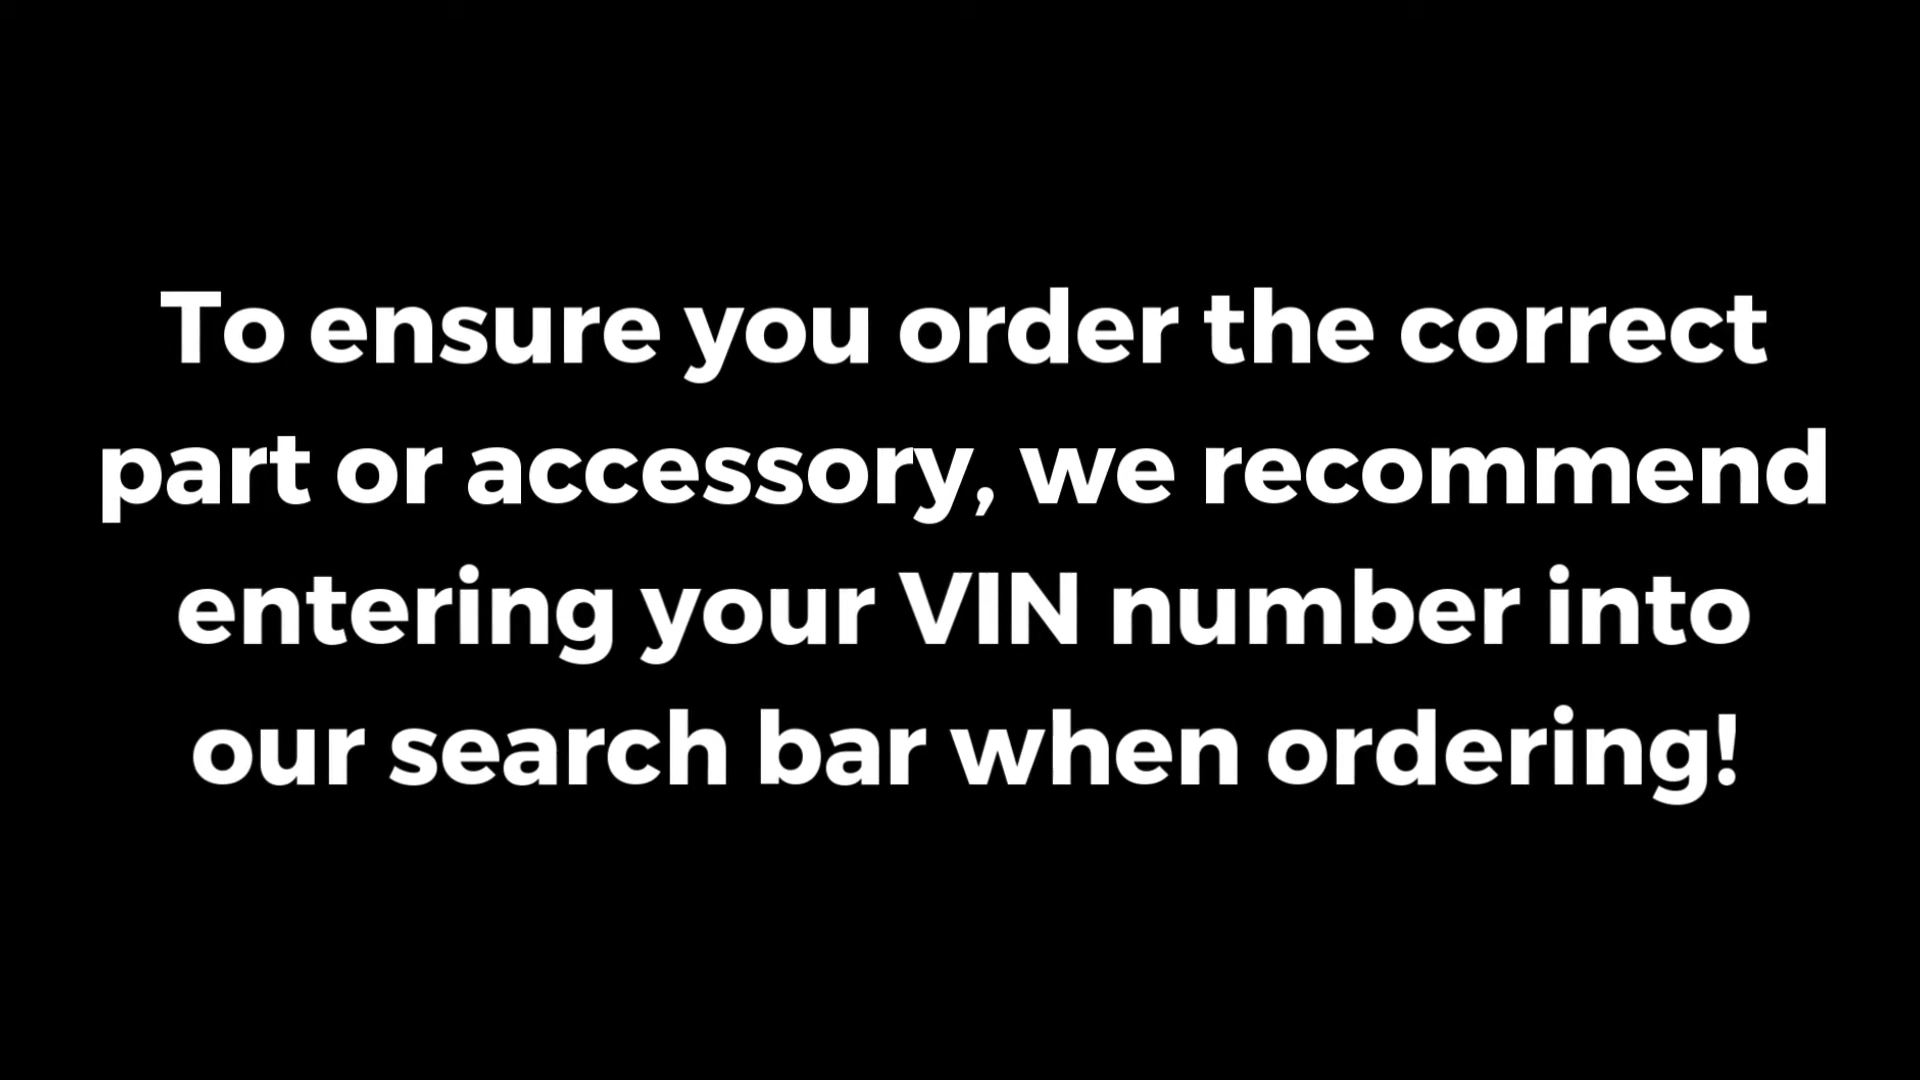 To ensure you order the correct
part or accessory, we recommend
entering your VIN number into
our search bar when ordering!